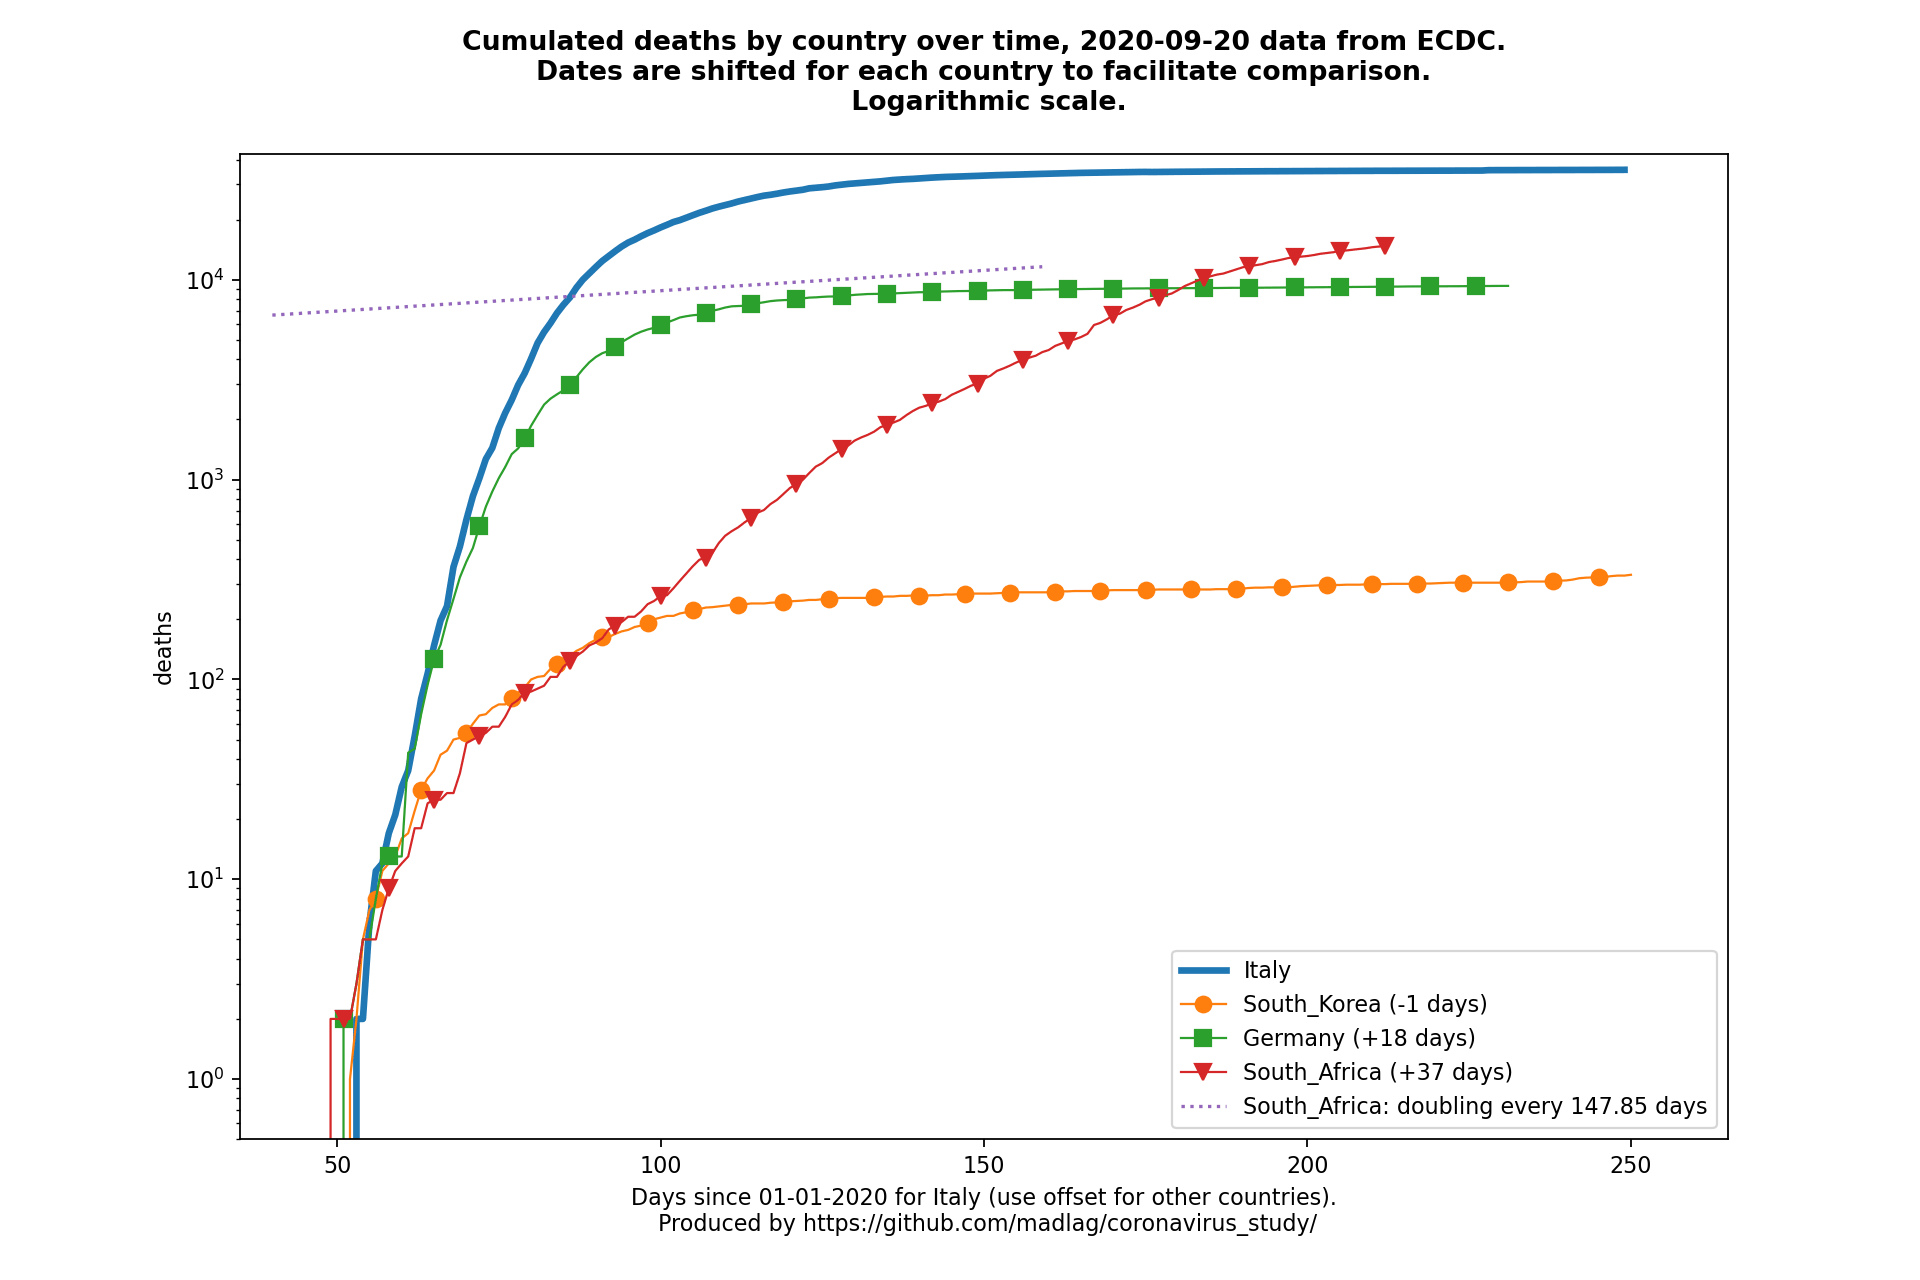 Cumulated deaths by country over time, 2020-09-20 data from ECDC.
Dates are shifted for each country to facilitate comparison.
Logarithmic scale.
10^4
10^3
10^2
10^1
10^0
deaths
Italy
South_Korea (-1 days)
Germany (+18 days)
South_Africa (+37 days)
South_Africa: doubling every 147.85 days
50 100 150 200 250
Days since 01-01-2020 for Italy (use offset for other countries).
Produced by https://github.com/madlag/coronavirus_study/